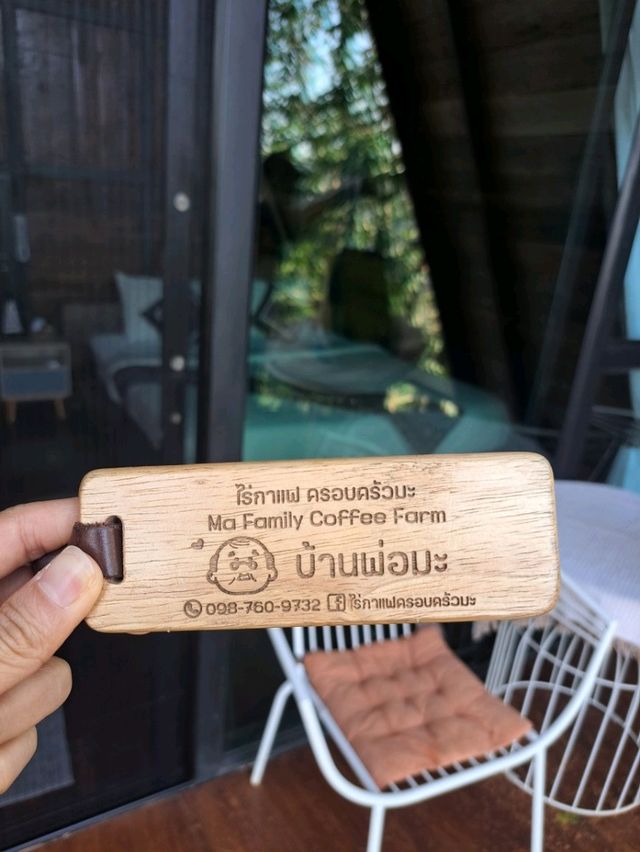 ไร่กาแฟ ครอบครัวมะ
Ma Family Coffee Farm
บ้านพ่อมะ
098-760-9732 f ไร่กาแฟครอบครัวมะ